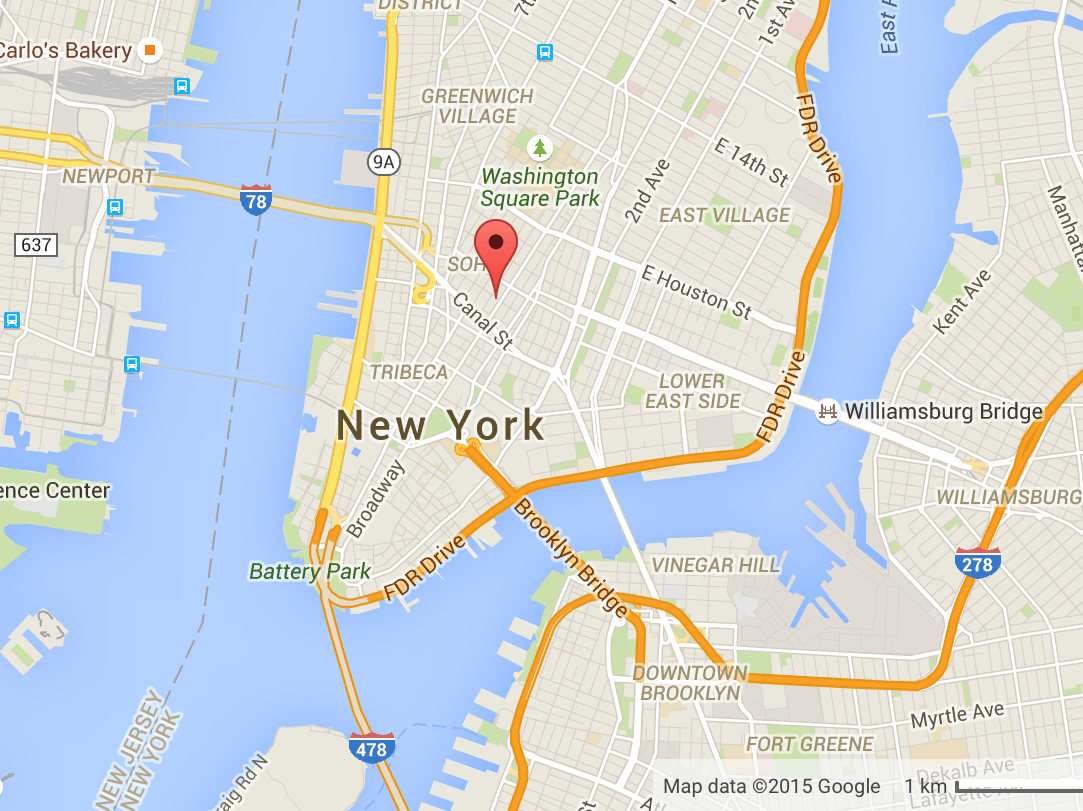 DISTRICT
7th
2nd
1st Av
East R
Carlo's Bakery
GREENWICH
VILLAGE
9A
FDR Drive
E 14th St
NEWPORT
Washington
Square Park
2nd Ave
EAST VILLAGE
78
637
Manhatta
SOH
E Houston St
Kent Ave
Canal St
TRIBECA
LOWER
EAST SIDE
FDR Drive
Williamsburg Bridge
New York
ence Center
Broadway
WILLIAMSBURG
Brooklyn Bridge
Battery Park
FDR Drive
VINEGAR HILL
278
DOWNTOWN
BROOKLYN
Myrtle Ave
NEW JERSEY
NEW YORK
478
FORT GREENE
raig Rd N
Dekalb Ave
Lafayette Ave
Map data ©2015 Google
1 km